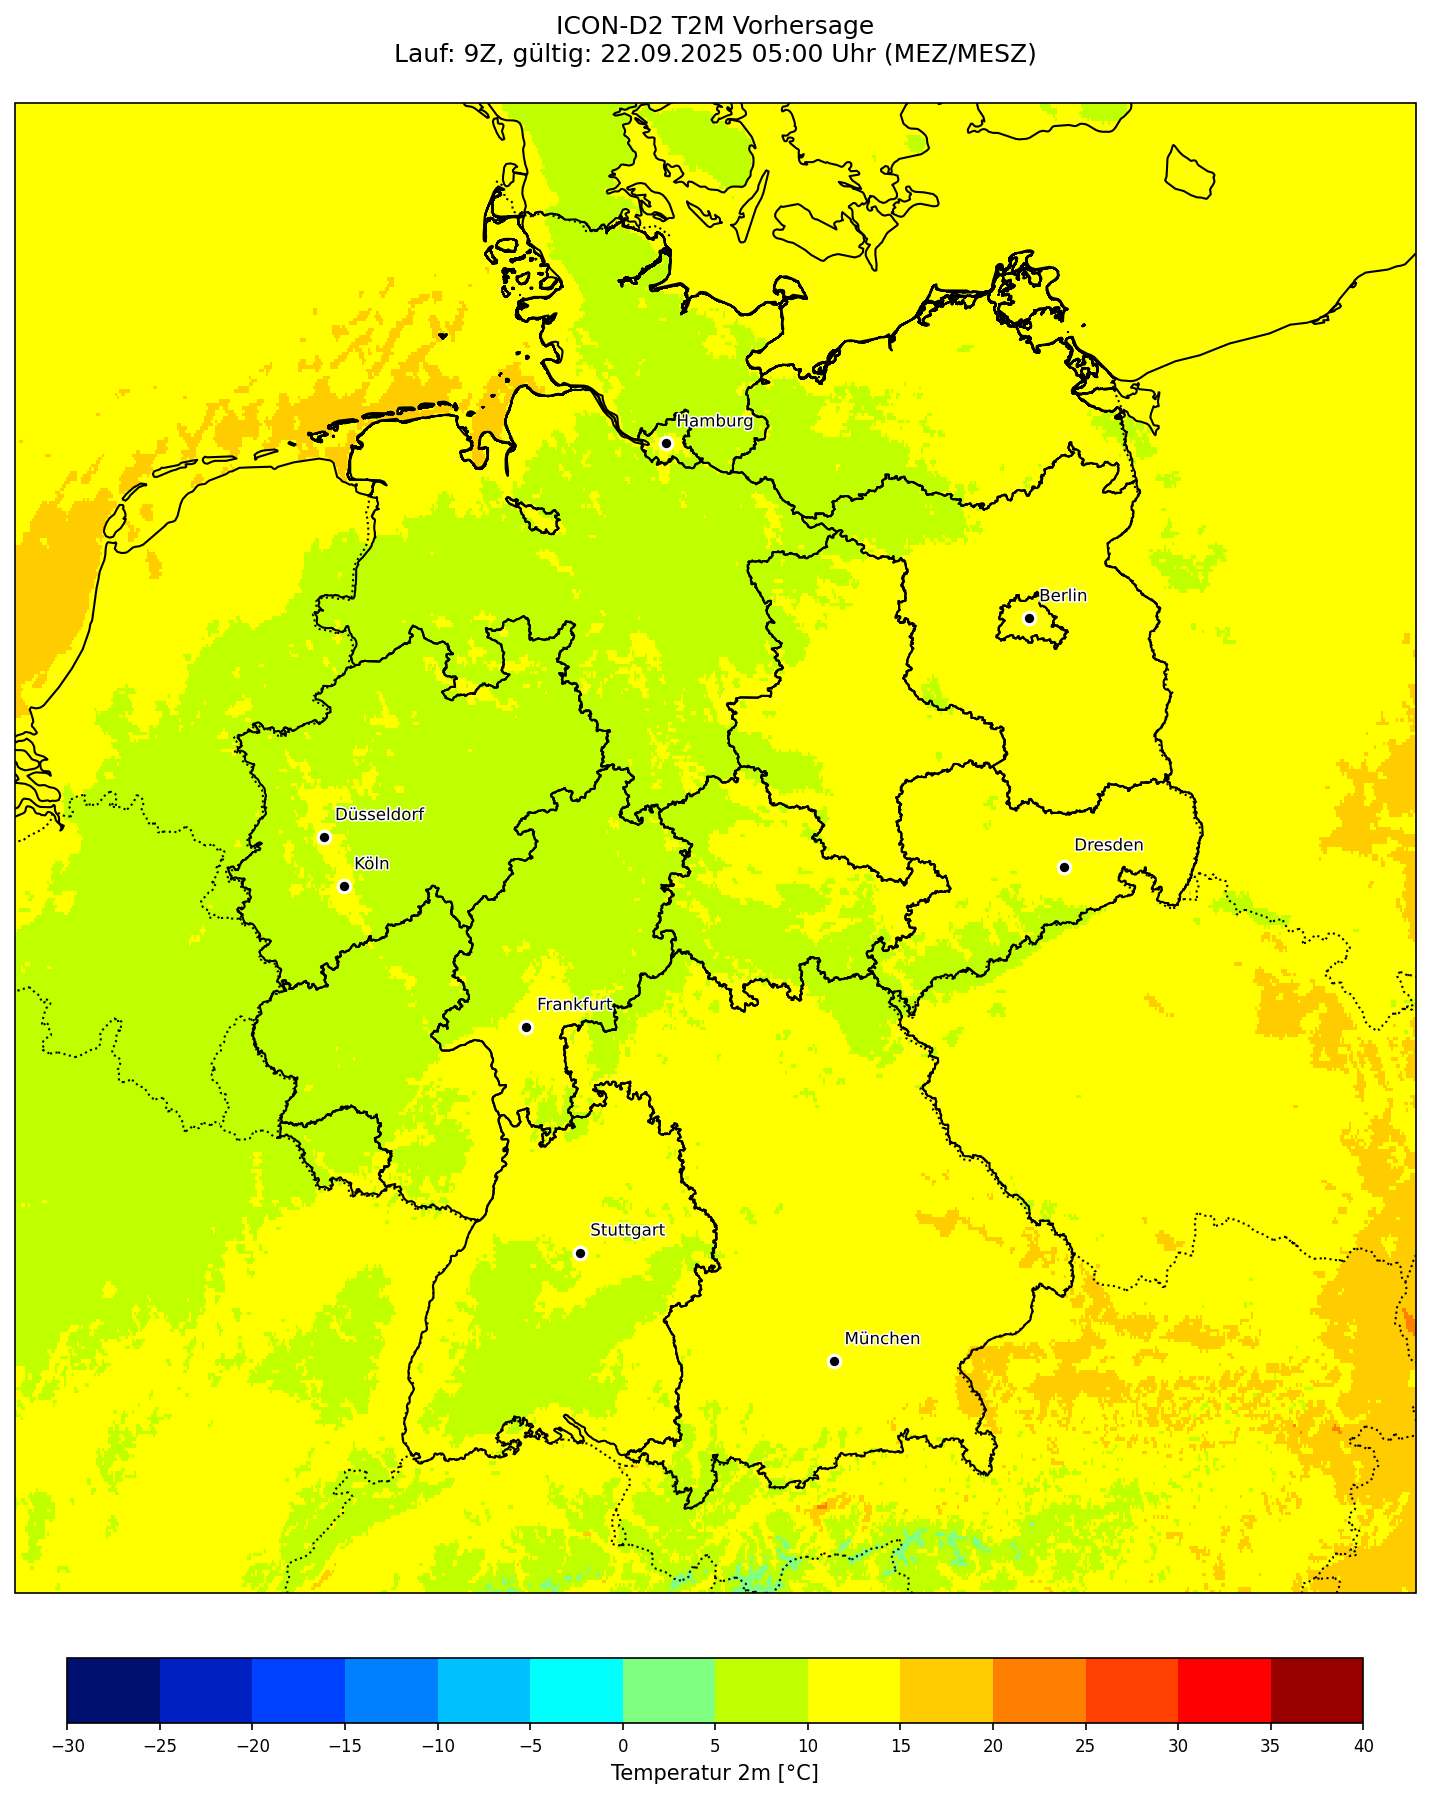 ICON-D2 T2M Vorhersage
Lauf: 9Z, gültig: 22.09.2025 05:00 Uhr (MEZ/MESZ)
Hamburg
Berlin
Düsseldorf
Köln
Dresden
Frankfurt
Stuttgart
München
−30 −25 −20 −15 −10 −5 0 5 10 15 20 25 30 35 40
Temperatur 2m [°C]